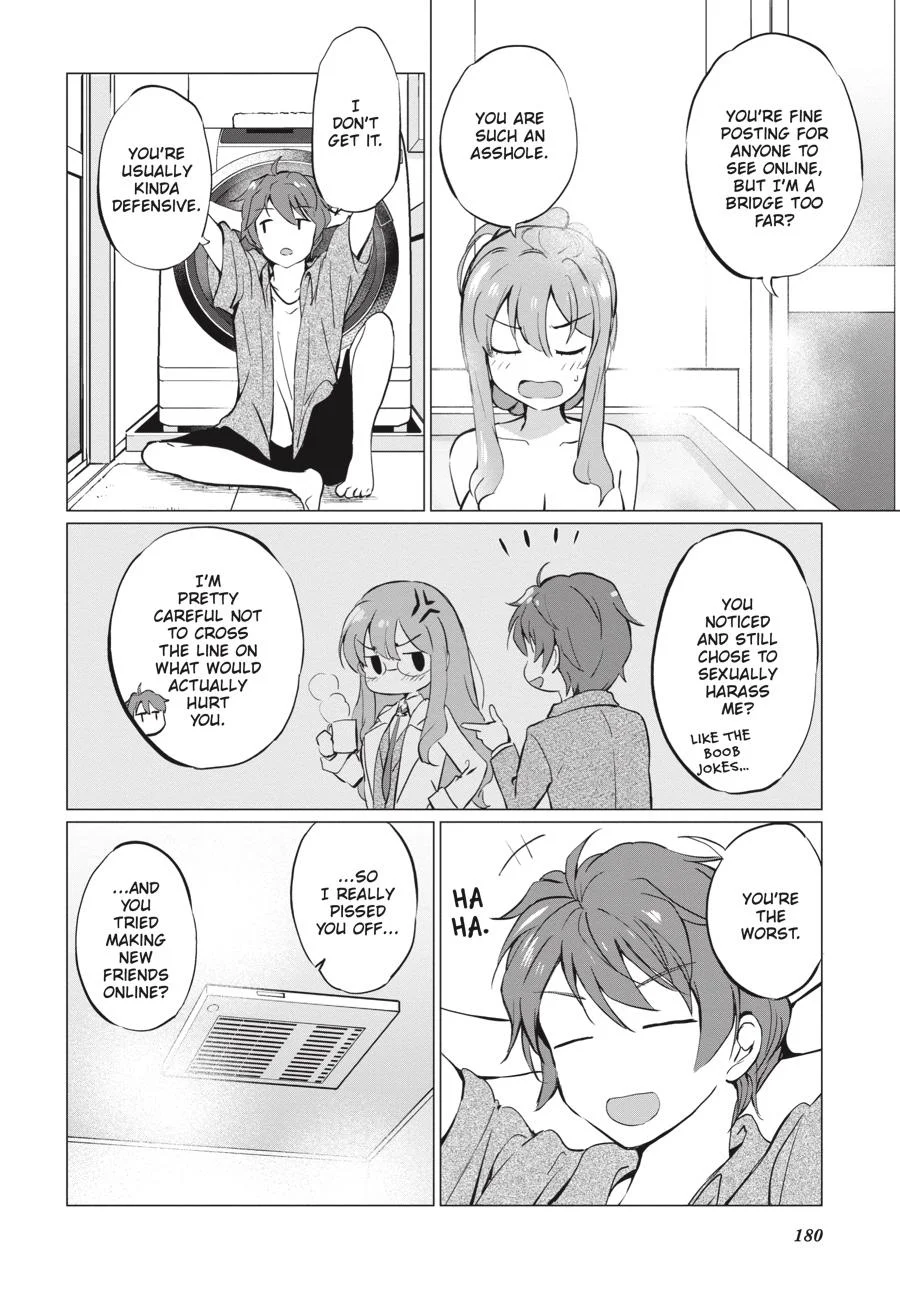 YOU'RE FINE
POSTING FOR
ANYONE TO
SEE ONLINE,
BUT I'M A
BRIDGE TOO
FAR?
YOU ARE
SUCH AN
ASSHOLE.
I
DON'T
GET IT.
YOU'RE
USUALLY
KINDA
DEFENSIVE.
YOU
NOTICED
AND STILL
CHOSE TO
SEXUALLY
HARASS
ME?
LIKE THE
BOOB
JOKES...
I'M
PRETTY
CAREFUL NOT
TO CROSS
THE LINE ON
WHAT WOULD
ACTUALLY
HURT
YOU.
YOU'RE
THE
WORST.
HA
HA.
...SO
I REALLY
PISSED
YOU OFF...
...AND
YOU
TRIED
MAKING
NEW
FRIENDS
ONLINE?
180